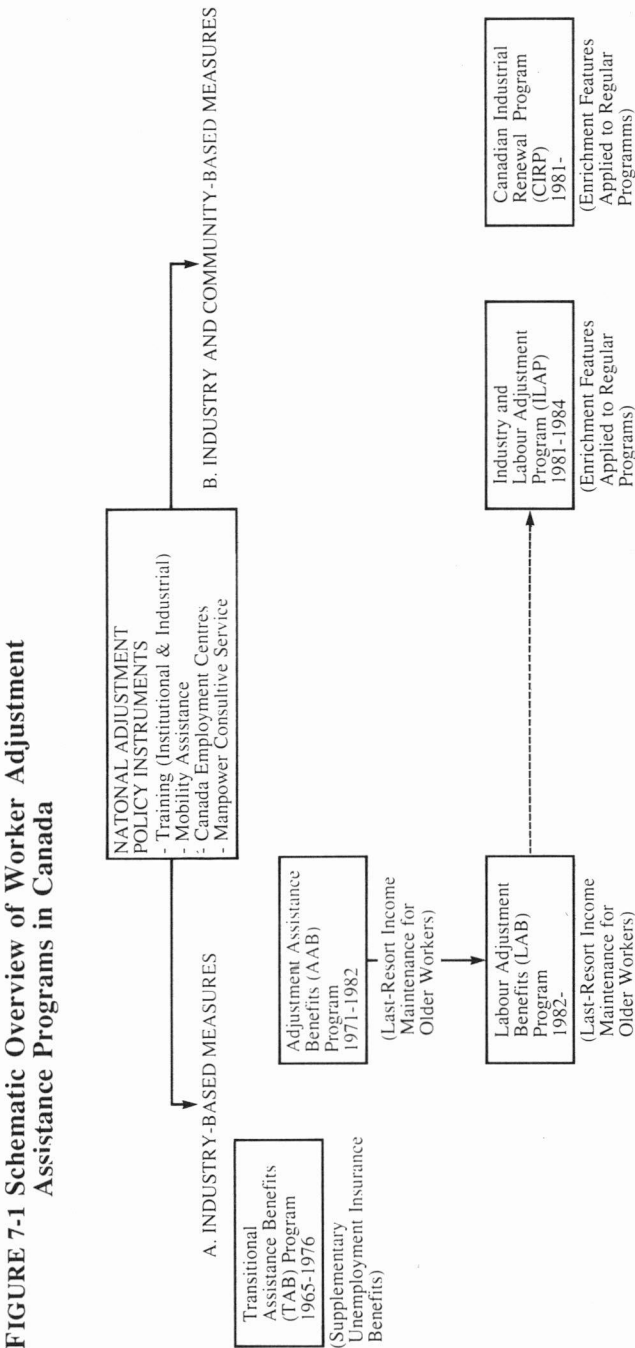 FIGURE 7-1 Schematic Overview of Worker Adjustment
Assistance Programs in Canada
NATONAL ADJUSTMENT
POLICY INSTRUMENTS
- Training (Institutional & Industrial)
- Mobility Assistance
- Canada Employment Centres
- Manpower Consultive Service
A. INDUSTRY-BASED MEASURES
B. INDUSTRY AND COMMUNITY-BASED MEASURES
Transitional
Assistance Benefits
(TAB) Program
1965-1976
(Supplementary
Unemployment Insurance
Benefits)
Adjustment Assistance
Benefits (AAB)
Program
1971-1982
(Last-Resort Income
Maintenance for
Older Workers)
Labour Adjustment
Benefits (LAB)
Program
1982-
(Last-Resort Income
Maintenance for
Older Workers)
Industry and
Labour Adjustment
Program (ILAP)
1981-1984
(Enrichment Features
Applied to Regular
Programs)
Canadian Industrial
Renewal Program
(CIRP)
1981-
(Enrichment Features
Applied to Regular
Programms)